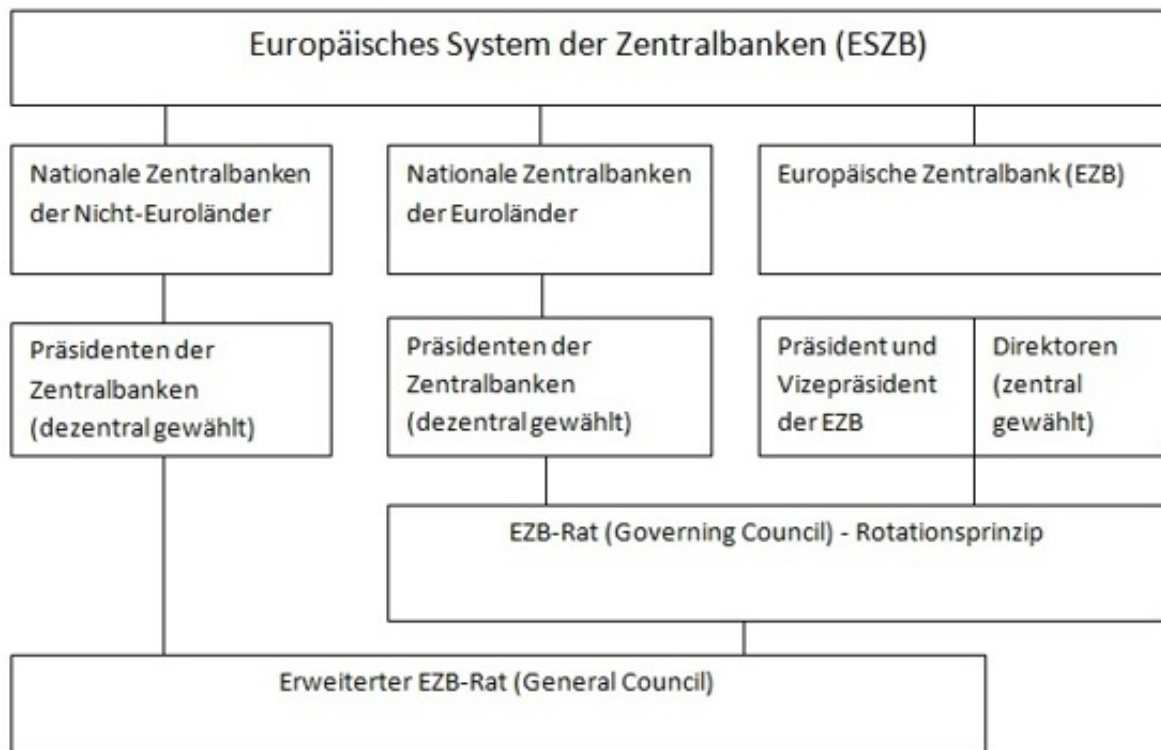 Europäisches System der Zentralbanken (ESZB)
Nationale Zentralbanken
der Nicht-Euroländer
Nationale Zentralbanken
der Euroländer
Europäische Zentralbank (EZB)
Präsidenten der
Zentralbanken
(dezentral gewählt)
Präsidenten der
Zentralbanken
(dezentral gewählt)
Präsident und
Vizepräsident
der EZB
Direktoren
(zentral
gewählt)
EZB-Rat (Governing Council) - Rotationsprinzip
Erweiterter EZB-Rat (General Council)